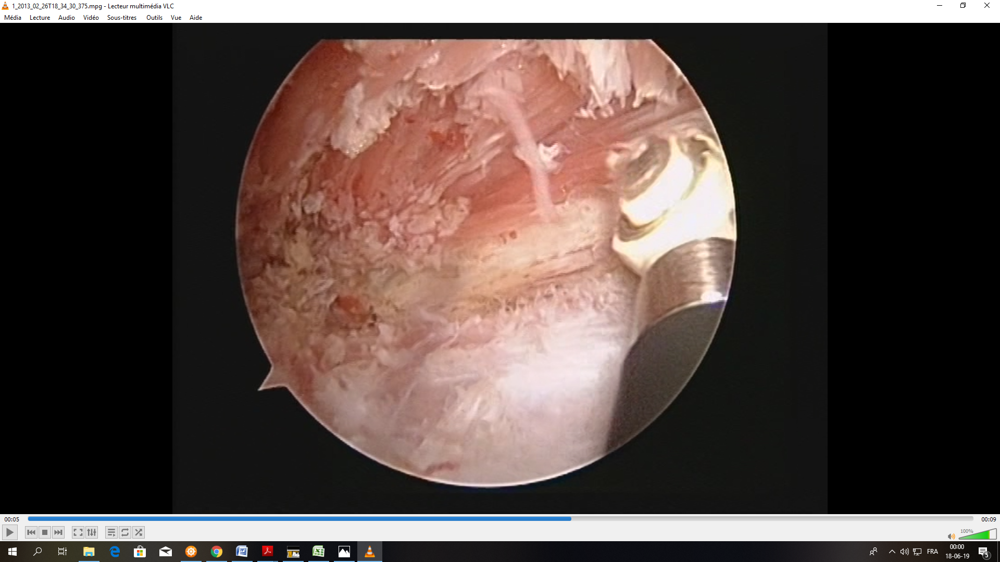 1_2013_02_26T18_34_30_375.mpg - Lecteur multimédia VLC
Média Lecture Audio Vidéo Sous-titres Outils Vue Aide
00:05 00:09
100%
FRA
00:00
18-06-19
5